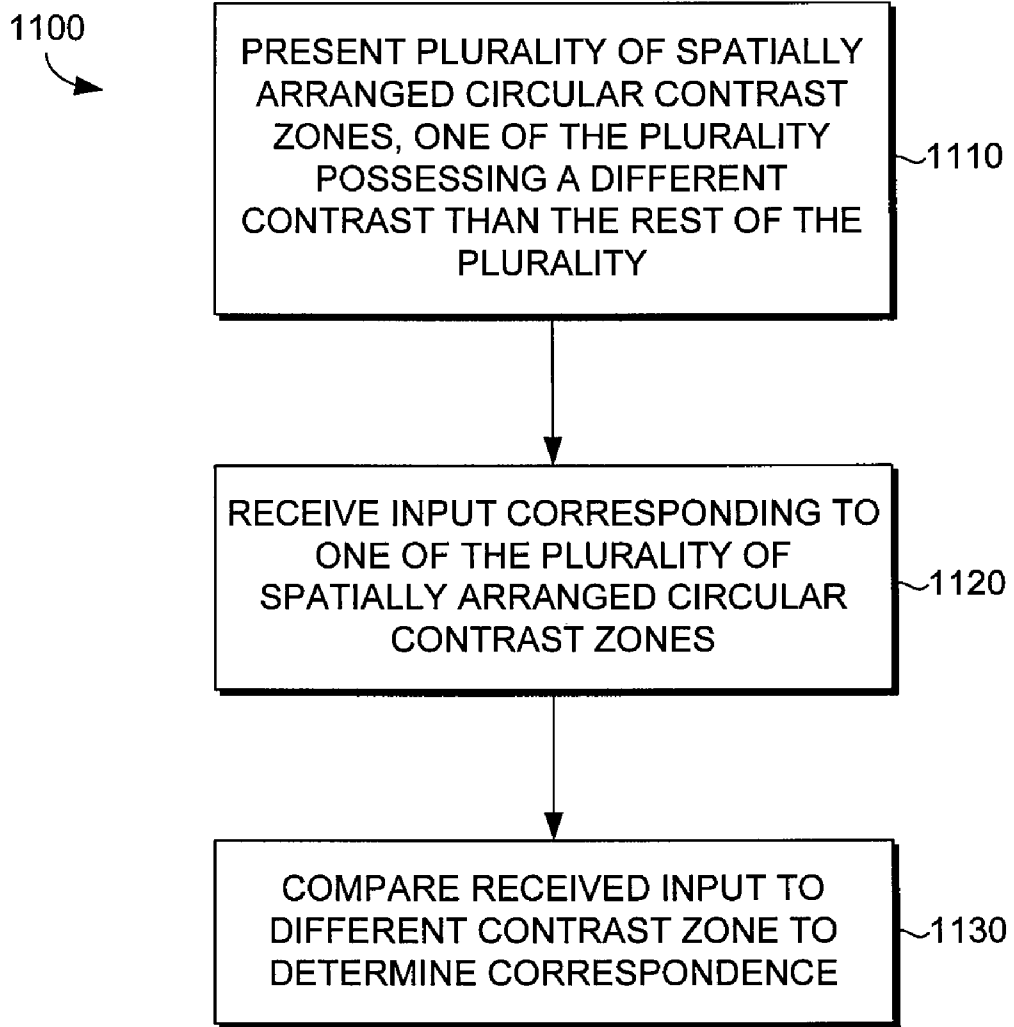 1100
PRESENT PLURALITY OF SPATIALLY
ARRANGED CIRCULAR CONTRAST
ZONES, ONE OF THE PLURALITY
POSSESSING A DIFFERENT
CONTRAST THAN THE REST OF THE
PLURALITY
1110
RECEIVE INPUT CORRESPONDING TO
ONE OF THE PLURALITY OF
SPATIALLY ARRANGED CIRCULAR
CONTRAST ZONES
1120
COMPARE RECEIVED INPUT TO
DIFFERENT CONTRAST ZONE TO
DETERMINE CORRESPONDENCE
1130